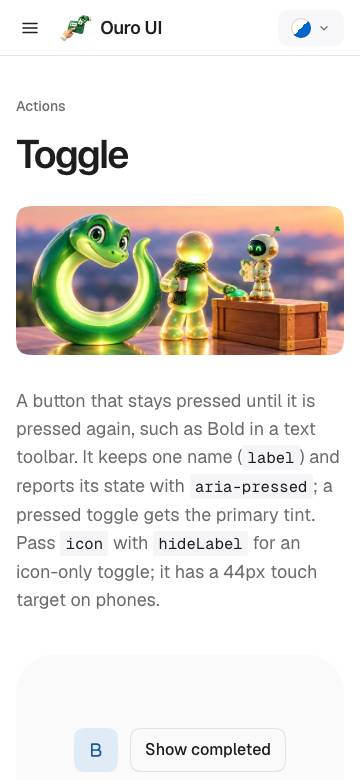 Ouro UI
Actions
Toggle
A button that stays pressed until it is
pressed again, such as Bold in a text
toolbar. It keeps one name ( label ) and
reports its state with aria-pressed ; a
pressed toggle gets the primary tint.
Pass icon with hideLabel for an
icon-only toggle; it has a 44px touch
target on phones.
B Show completed